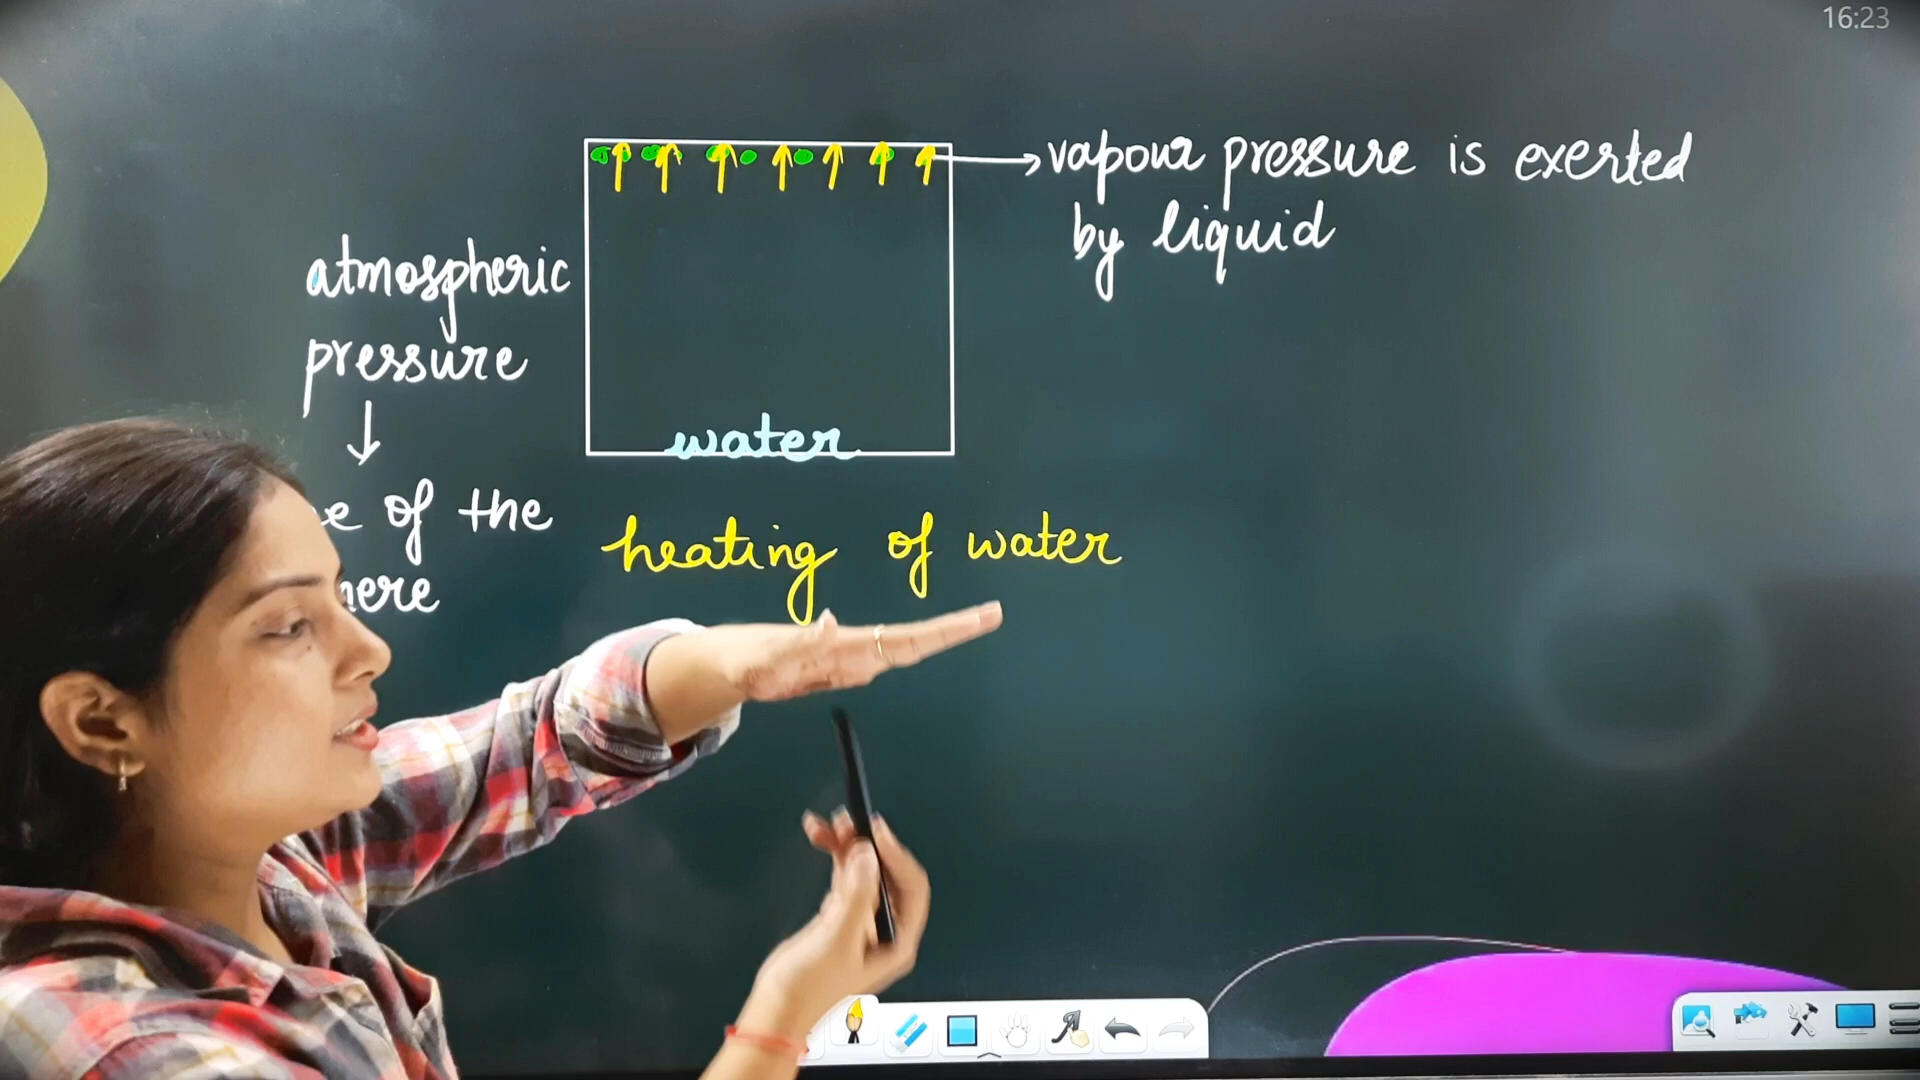 16:23
vapour pressure is exerted
by liquid
atmospheric
pressure
of the
water
heating of water